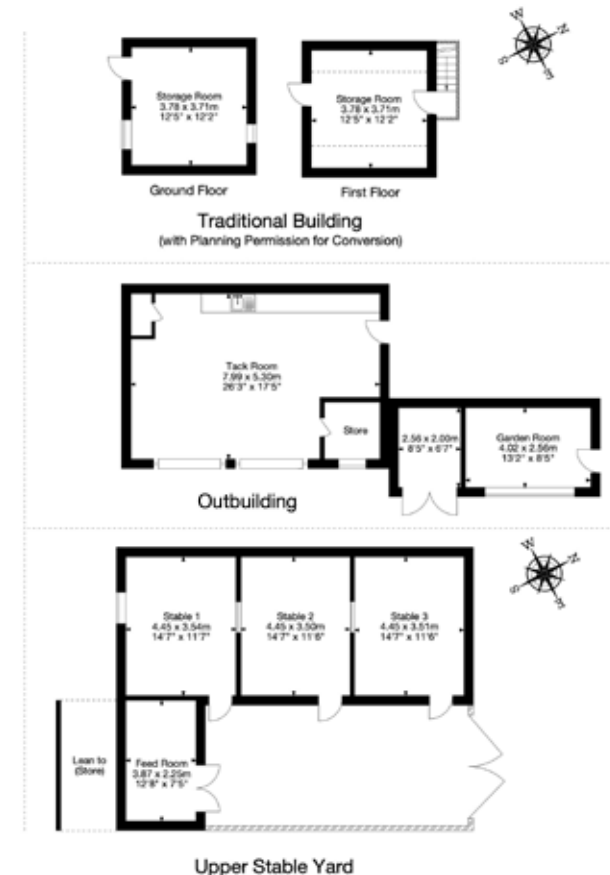 W
N
S
E
Storage Room
3.78 x 3.71m
12'5" x 12'2"
Ground Floor
Storage Room
3.78 x 3.71m
12'5" x 12'2"
First Floor
Traditional Building
(with Planning Permission for Conversion)
Tack Room
7.99 x 5.30m
26'3" x 17'5"
Store
2.56 x 2.00m
8'5" x 6'7"
Garden Room
4.02 x 2.56m
13'2" x 8'5"
Outbuilding
W
N
S
E
Stable 1
4.45 x 3.54m
14'7" x 11'7"
Stable 2
4.45 x 3.50m
14'7" x 11'6"
Stable 3
4.45 x 3.51m
14'7" x 11'6"
Lean to
(Store)
Feed Room
3.87 x 2.25m
12'8" x 7'5"
Upper Stable Yard